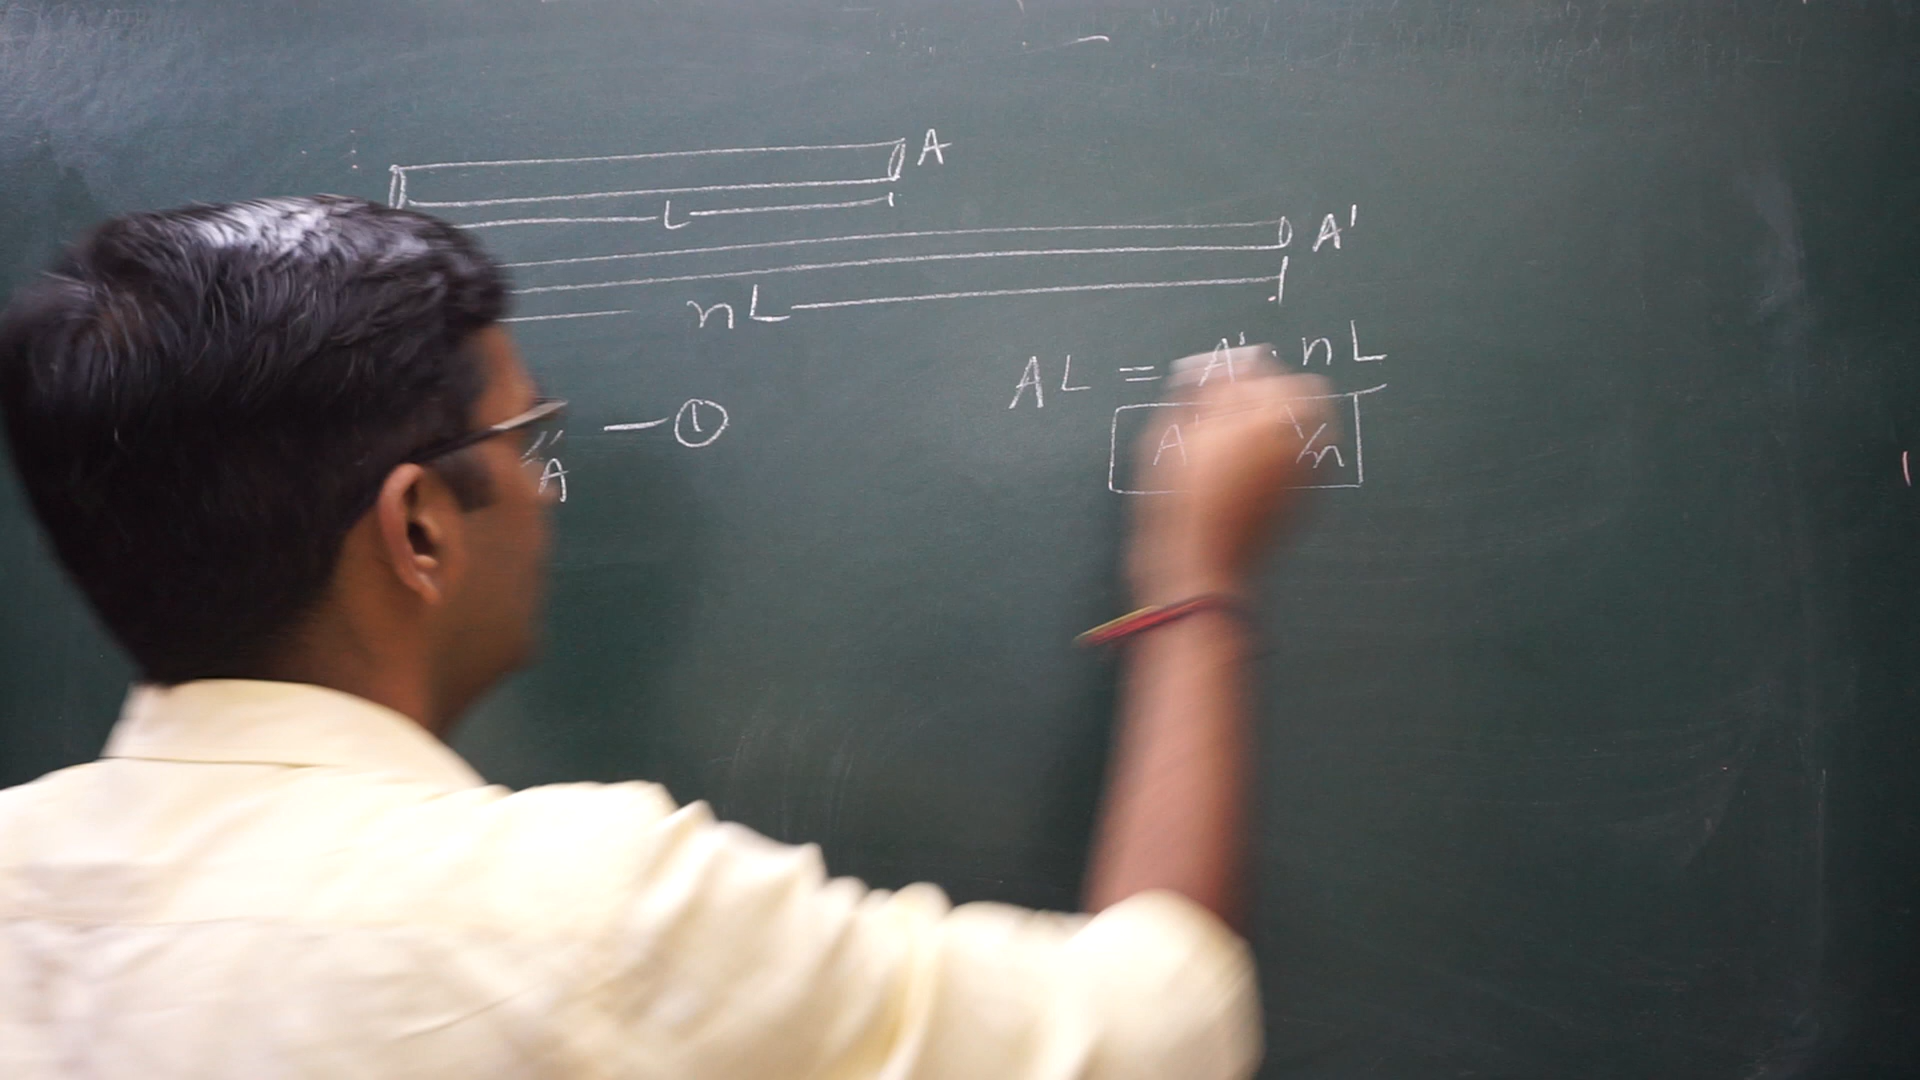 A
L
A'
nL
AL = A'. nL
— ①
A
A' A/n